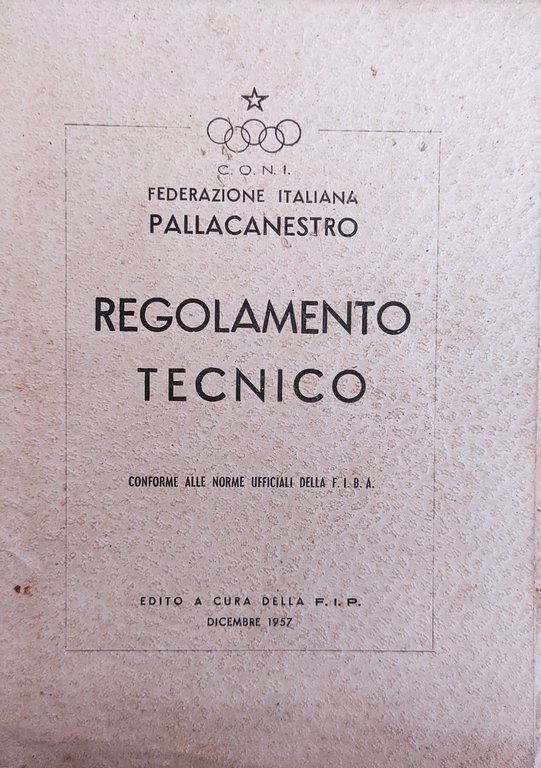 C. O. N. I.
FEDERAZIONE ITALIANA
PALLACANESTRO
REGOLAMENTO
TECNICO
CONFORME ALLE NORME UFFICIALI DELLA F. I. B. A.
EDITO A CURA DELLA F. I. P.
DICEMBRE 1957